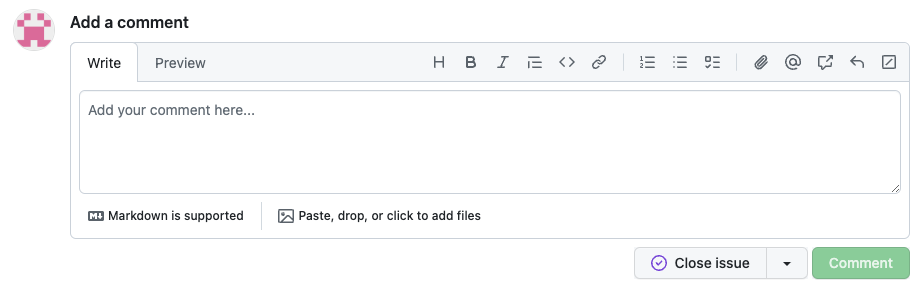 Add a comment
Write Preview
Add your comment here...
Markdown is supported Paste, drop, or click to add files
Close issue Comment